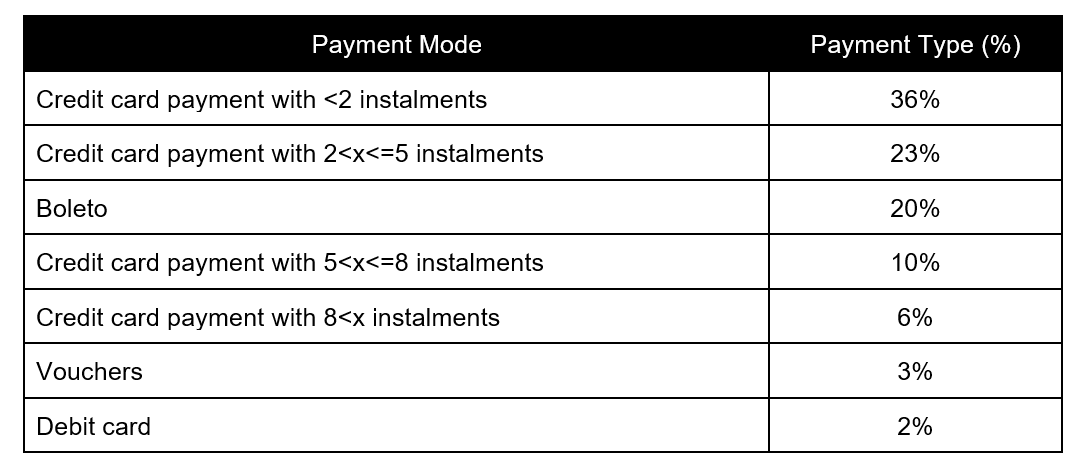 Payment Mode Payment Type (%)
Credit card payment with <2 instalments 36%
Credit card payment with 2<x<=5 instalments 23%
Boleto 20%
Credit card payment with 5<x<=8 instalments 10%
Credit card payment with 8<x instalments 6%
Vouchers 3%
Debit card 2%